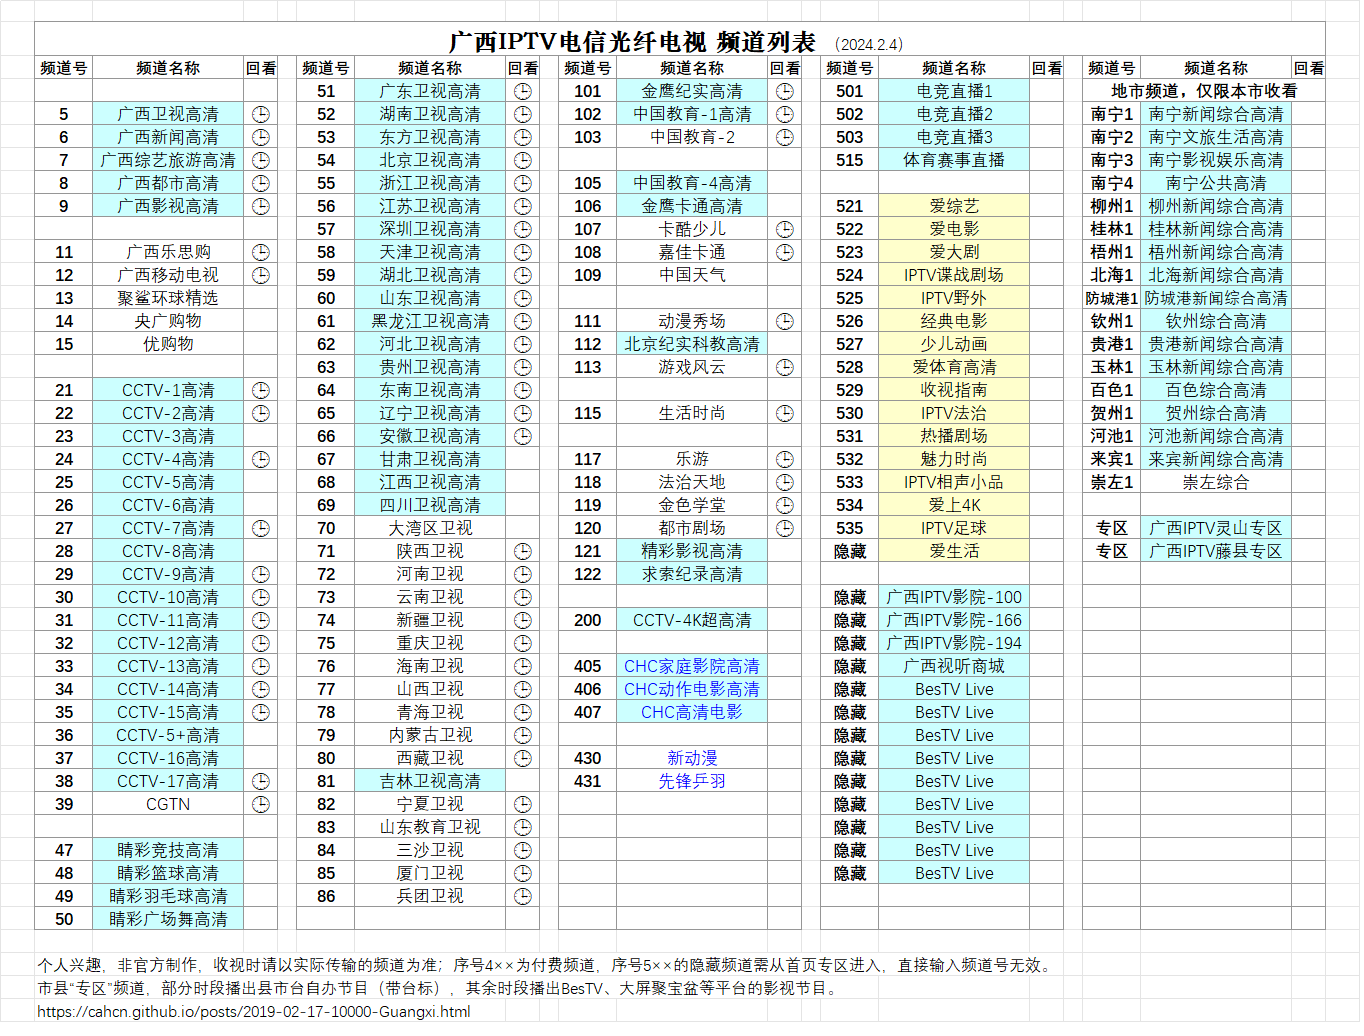 广西IPTV电信光纤电视 频道列表 （2024.2.4）
频道号 频道名称 回看 频道号 频道名称 回看 频道号 频道名称 回看 频道号 频道名称 回看 频道号 频道名称 回看
51 广东卫视高清 101 金鹰纪实高清 501 电竞直播1 地市频道，仅限本市收看
5 广西卫视高清 52 湖南卫视高清 102 中国教育-1高清 502 电竞直播2 南宁1 南宁新闻综合高清
6 广西新闻高清 53 东方卫视高清 103 中国教育-2 503 电竞直播3 南宁2 南宁文旅生活高清
7 广西综艺旅游高清 54 北京卫视高清 515 体育赛事直播 南宁3 南宁影视娱乐高清
8 广西都市高清 55 浙江卫视高清 105 中国教育-4高清 南宁4 南宁公共高清
9 广西影视高清 56 江苏卫视高清 106 金鹰卡通高清 521 爱综艺 柳州1 柳州新闻综合高清
57 深圳卫视高清 107 卡酷少儿 522 爱电影 桂林1 桂林新闻综合高清
11 广西乐思购 58 天津卫视高清 108 嘉佳卡通 523 爱大剧 梧州1 梧州新闻综合高清
12 广西移动电视 59 湖北卫视高清 109 中国天气 524 IPTV谍战剧场 北海1 北海新闻综合高清
13 聚鲨环球精选 60 山东卫视高清 525 IPTV野外 防城港1 防城港新闻综合高清
14 央广购物 61 黑龙江卫视高清 111 动漫秀场 526 经典电影 钦州1 钦州综合高清
15 优购物 62 河北卫视高清 112 北京纪实科教高清 527 少儿动画 贵港1 贵港新闻综合高清
63 贵州卫视高清 113 游戏风云 528 爱体育高清 玉林1 玉林新闻综合高清
21 CCTV-1高清 64 东南卫视高清 529 收视指南 百色1 百色综合高清
22 CCTV-2高清 65 辽宁卫视高清 115 生活时尚 530 IPTV法治 贺州1 贺州综合高清
23 CCTV-3高清 66 安徽卫视高清 531 热播剧场 河池1 河池新闻综合高清
24 CCTV-4高清 67 甘肃卫视高清 117 乐游 532 魅力时尚 来宾1 来宾新闻综合高清
25 CCTV-5高清 68 江西卫视高清 118 法治天地 533 IPTV相声小品 崇左1 崇左综合
26 CCTV-6高清 69 四川卫视高清 119 金色学堂 534 爱上4K
27 CCTV-7高清 70 大湾区卫视 120 都市剧场 535 IPTV足球 专区 广西IPTV灵山专区
28 CCTV-8高清 71 陕西卫视 121 精彩影视高清 隐藏 爱生活 专区 广西IPTV藤县专区
29 CCTV-9高清 72 河南卫视 122 求索纪录高清
30 CCTV-10高清 73 云南卫视 隐藏 广西IPTV影院-100
31 CCTV-11高清 74 新疆卫视 200 CCTV-4K超高清 隐藏 广西IPTV影院-166
32 CCTV-12高清 75 重庆卫视 隐藏 广西IPTV影院-194
33 CCTV-13高清 76 海南卫视 405 CHC家庭影院高清 隐藏 广西视听商城
34 CCTV-14高清 77 山西卫视 406 CHC动作电影高清 隐藏 BesTV Live
35 CCTV-15高清 78 青海卫视 407 CHC高清电影 隐藏 BesTV Live
36 CCTV-5+高清 79 内蒙古卫视 隐藏 BesTV Live
37 CCTV-16高清 80 西藏卫视 430 新动漫 隐藏 BesTV Live
38 CCTV-17高清 81 吉林卫视高清 431 先锋乒羽 隐藏 BesTV Live
39 CGTN 82 宁夏卫视 隐藏 BesTV Live
83 山东教育卫视 隐藏 BesTV Live
47 睛彩竞技高清 84 三沙卫视 隐藏 BesTV Live
48 睛彩篮球高清 85 厦门卫视 隐藏 BesTV Live
49 睛彩羽毛球高清 86 兵团卫视
50 睛彩广场舞高清
个人兴趣，非官方制作，收视时请以实际传输的频道为准；序号4××为付费频道，序号5××的隐藏频道需从首页专区进入，直接输入频道号无效。
市县“专区”频道，部分时段播出县市台自办节目（带台标），其余时段播出BesTV、大屏聚宝盆等平台的影视节目。
https://cahcn.github.io/posts/2019-02-17-10000-Guangxi.html